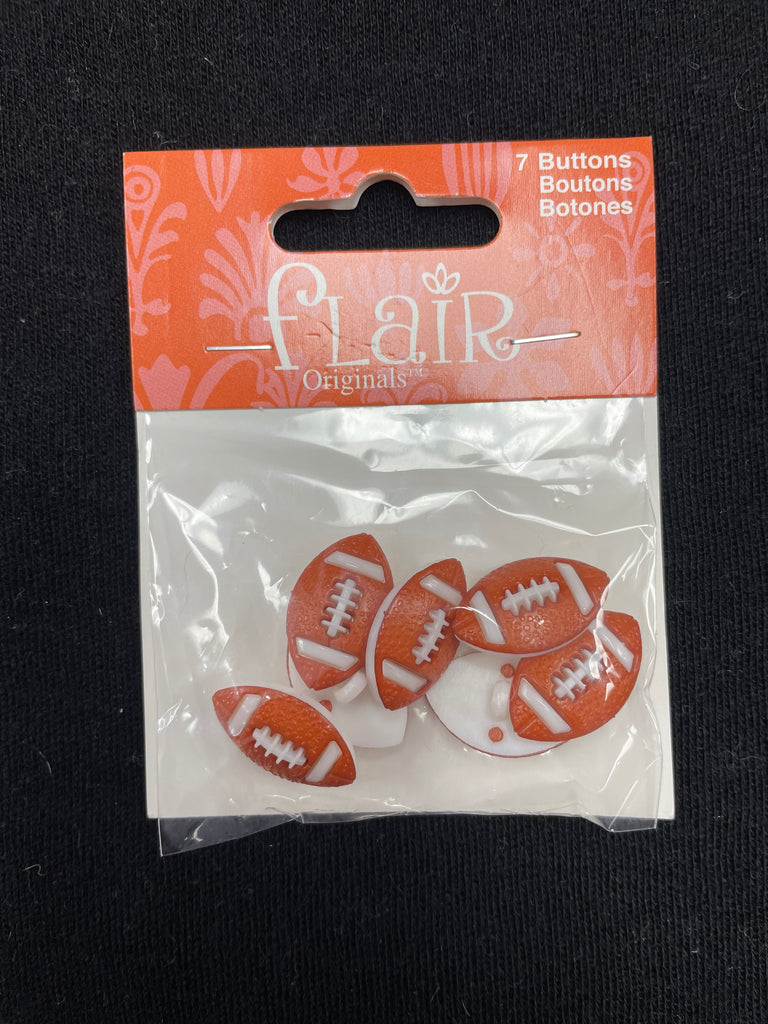 7 Buttons
Boutons
Botones
fLaiR
Originals™